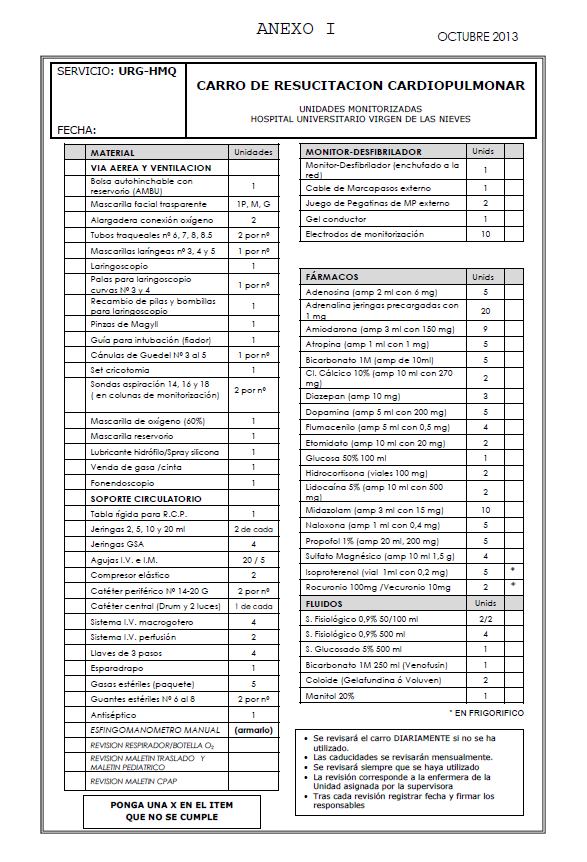 ANEXO I
OCTUBRE 2013
SERVICIO: URG-HMQ
FECHA:
CARRO DE RESUCITACION CARDIOPULMONAR
UNIDADES MONITORIZADAS
HOSPITAL UNIVERSITARIO VIRGEN DE LAS NIEVES
MATERIAL Unidades
VIA AEREA Y VENTILACION
Bolsa autohinchable con
reservorio (AMBU) 1
Mascarilla facial trasparente 1P, M, G
Alargadera conexión oxígeno 2
Tubos traqueales nº 6, 7, 8, 8.5 2 por nº
Mascarillas laríngeas nº 3, 4 y 5 1 por nº
Laringoscopio 1
Palas para laringoscopio
curvas Nº 3 y 4 1 por nº
Recambio de pilas y bombillas
para laringoscopio 1
Pinzas de Magyll 1
Guía para intubación (fiador) 1
Cánulas de Guedel Nº 3 al 5 1 por nº
Set cricotomia 1
Sondas aspiración 14, 16 y 18
( en colunas de monitorización) 2 por nº
Mascarilla de oxígeno (60%) 1
Mascarilla reservorio 1
Lubricante hidrófilo/Spray silicona 1
Venda de gasa /cinta 1
Fonendoscopio 1
SOPORTE CIRCULATORIO
Tabla rígida para R.C.P. 1
Jeringas 2, 5, 10 y 20 ml 2 de cada
Jeringas GSA 4
Agujas I.V. e I.M. 20 / 5
Compresor elástico 2
Catéter periférico Nº 14-20 G 2 por nº
Catéter central (Drum y 2 luces) 1 de cada
Sistema I.V. macrogotero 4
Sistema I.V. perfusión 2
Llaves de 3 pasos 4
Esparadrapo 1
Gasas estériles (paquete) 5
Guantes estériles Nº 6 al 8 2 por nº
Antiséptico 1
ESFINGOMANOMETRO MANUAL (armario)
REVISION RESPIRADOR/BOTELLA O₂
REVISION MALETIN TRASLADO Y
MALETIN PEDIATRICO
REVISION MALETIN CPAP
PONGA UNA X EN EL ITEM
QUE NO SE CUMPLE
MONITOR-DESFIBRILADOR Unids
Monitor-Desfibrilador (enchufado a la
red) 1
Cable de Marcapasos externo 1
Juego de Pegatinas de MP externo 2
Gel conductor 1
Electrodos de monitorización 10
FÁRMACOS Unids
Adenosina (amp 2 ml con 6 mg) 5
Adrenalina jeringas precargadas con
1 mg 20
Amiodarona (amp 3 ml con 150 mg) 9
Atropina (amp 1 ml con 1 mg) 5
Bicarbonato 1M (amp de 10ml) 5
Cl. Cálcico 10% (amp 10 ml con 270
mg) 2
Diazepan (amp 10 mg) 3
Dopamina (amp 5 ml con 200 mg) 5
Flumacenilo (amp 5 ml con 0,5 mg) 4
Etomidato (amp 10 ml con 20 mg) 2
Glucosa 50% 100 ml 1
Hidrocortisona (viales 100 mg) 2
Lidocaína 5% (amp 10 ml con 500
mg) 2
Midazolam (amp 3 ml con 15 mg) 10
Naloxona (amp 1 ml con 0,4 mg) 5
Propofol 1% (amp 20 ml, 200 mg) 5
Sulfato Magnésico (amp 10 ml 1,5 g) 4
Isoproterenol (vial 1ml con 0,2 mg) 5 *
Rocuronio 100mg /Vecuronio 10mg 2 *
FLUIDOS Unids
S. Fisiológico 0,9% 50/100 ml 2/2
S. Fisiológico 0,9% 500 ml 4
S. Glucosado 5% 500 ml 1
Bicarbonato 1M 250 ml (Venofusin) 1
Coloide (Gelafundina ó Voluven) 2
Manitol 20% 1
* EN FRIGORIFICO
• Se revisará el carro DIARIAMENTE si no se ha
utilizado.
• Las caducidades se revisarán mensualmente.
• Se revisará siempre que se haya utilizado
• La revisión corresponde a la enfermera de la
Unidad asignada por la supervisora
• Tras cada revisión registrar fecha y firmar los
responsables